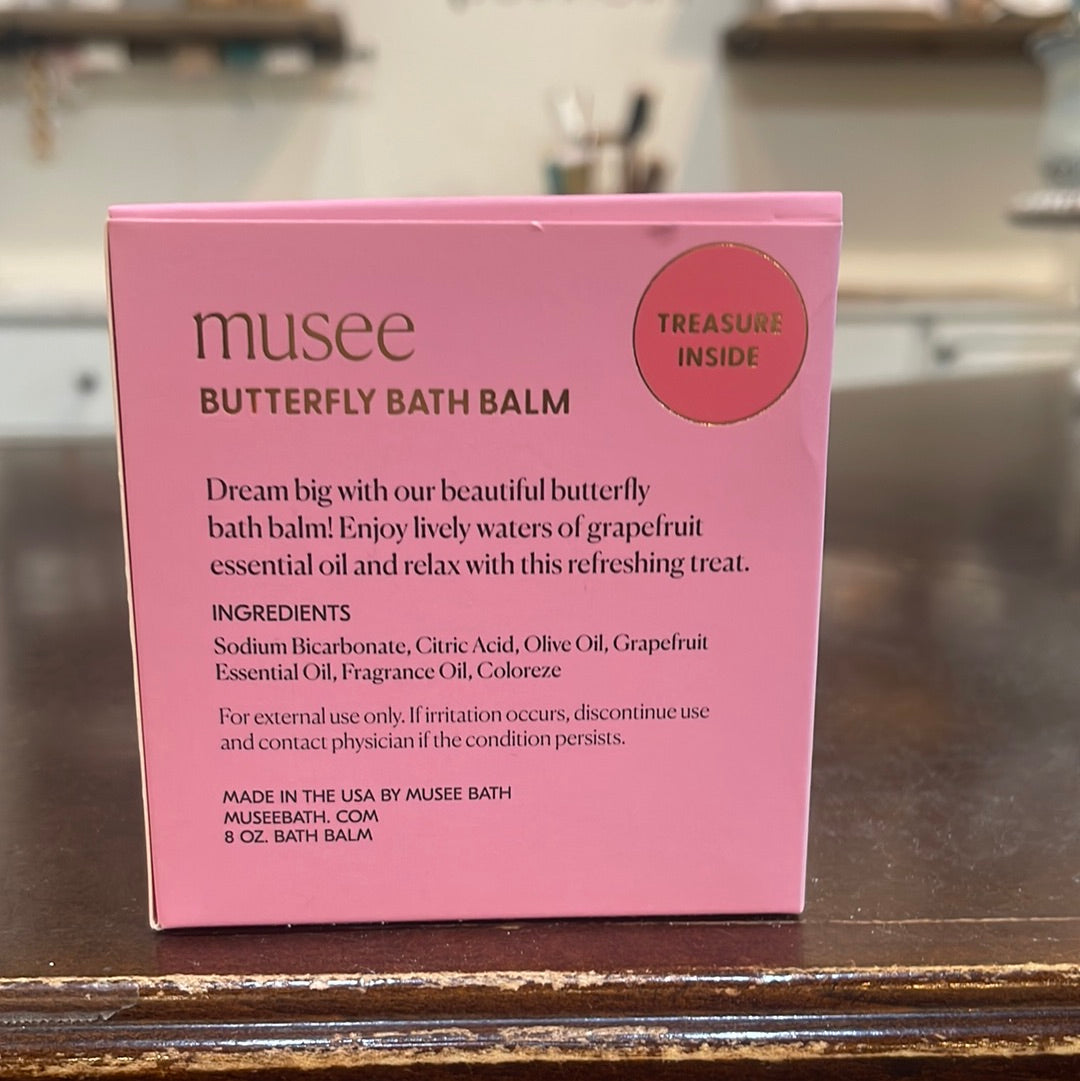 musee
BUTTERFLY BATH BALM
TREASURE
INSIDE
Dream big with our beautiful butterfly
bath balm! Enjoy lively waters of grapefruit
essential oil and relax with this refreshing treat.
INGREDIENTS
Sodium Bicarbonate, Citric Acid, Olive Oil, Grapefruit
Essential Oil, Fragrance Oil, Coloreze
For external use only. If irritation occurs, discontinue use
and contact physician if the condition persists.
MADE IN THE USA BY MUSEE BATH
MUSEEBATH. COM
8 OZ. BATH BALM